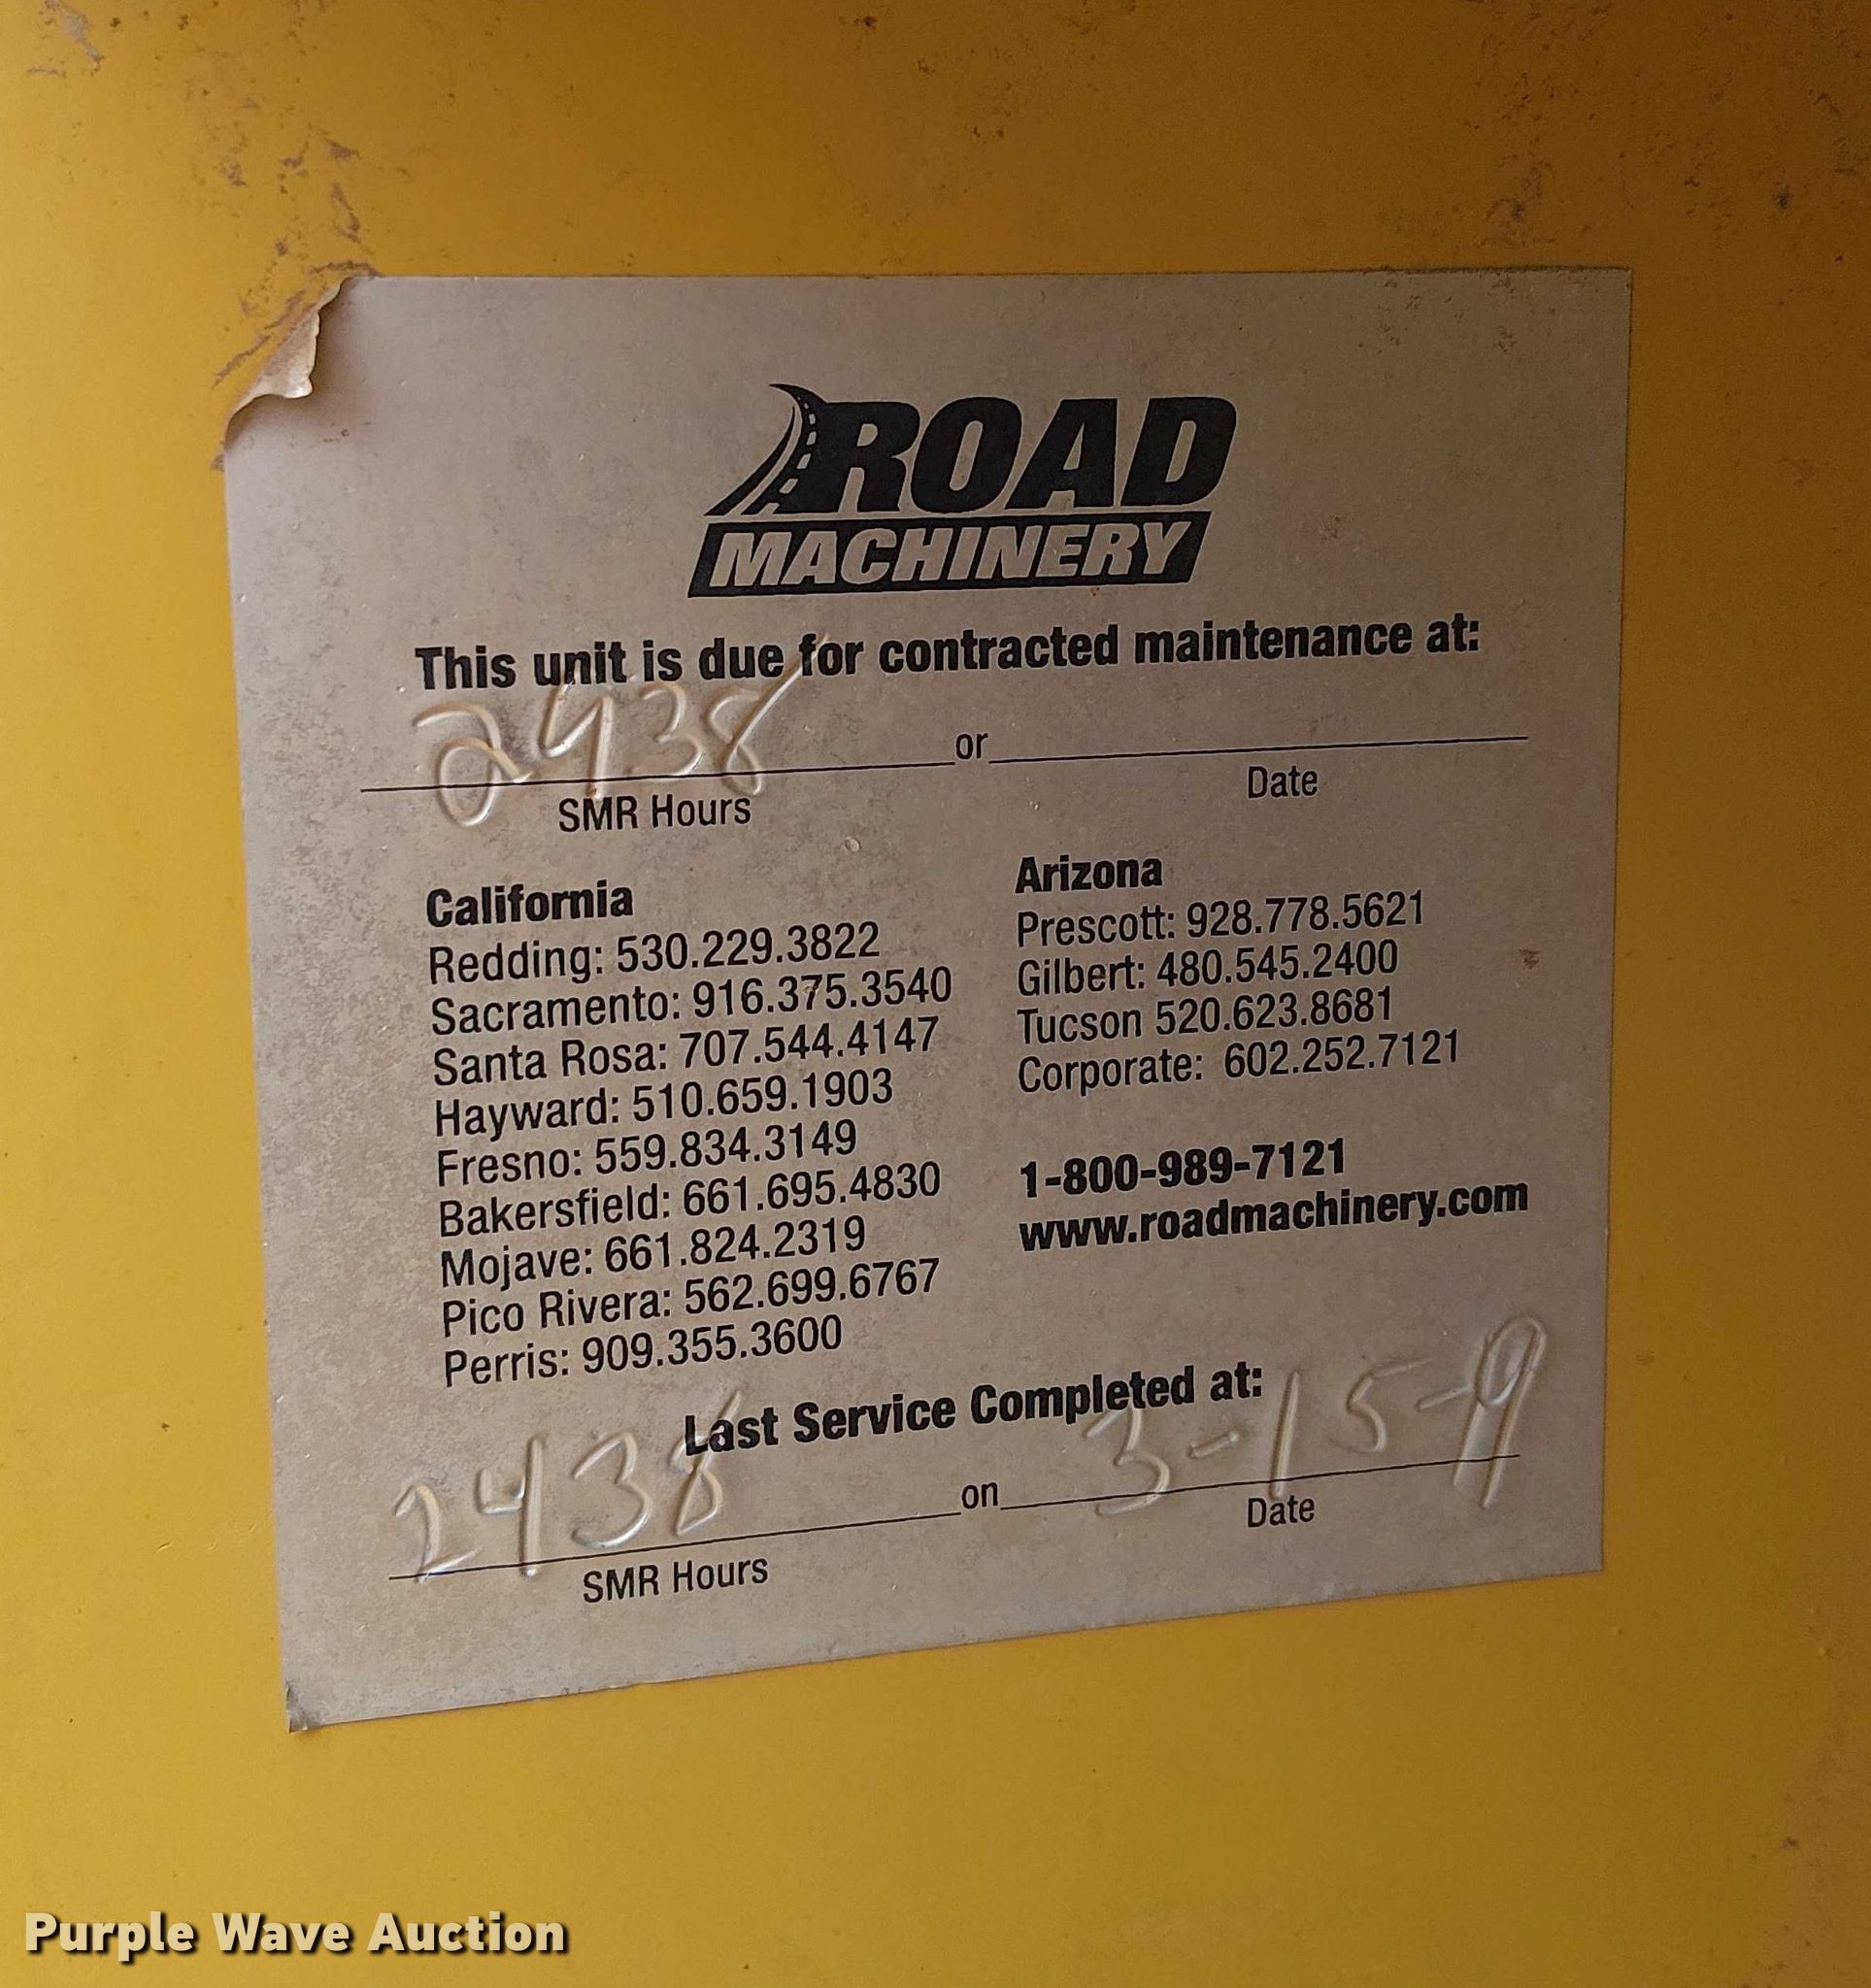 ROAD
MACHINERY
This unit is due for contracted maintenance at:
2438 or
SMR Hours Date
California
Redding: 530.229.3822
Sacramento: 916.375.3540
Santa Rosa: 707.544.4147
Hayward: 510.659.1903
Fresno: 559.834.3149
Bakersfield: 661.695.4830
Mojave: 661.824.2319
Pico Rivera: 562.699.6767
Perris: 909.355.3600
Arizona
Prescott: 928.778.5621
Gilbert: 480.545.2400
Tucson 520.623.8681
Corporate: 602.252.7121
1-800-989-7121
www.roadmachinery.com
Last Service Completed at:
2438 on 3-15-19
SMR Hours Date
Purple Wave Auction